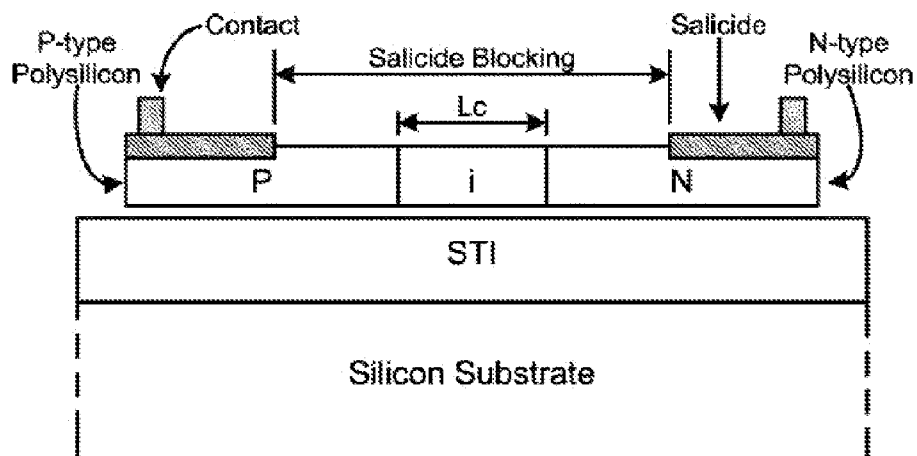 Contact
Salicide
P-type
Polysilicon
N-type
Polysilicon
Salicide Blocking
Lc
P
i
N
STI
Silicon Substrate